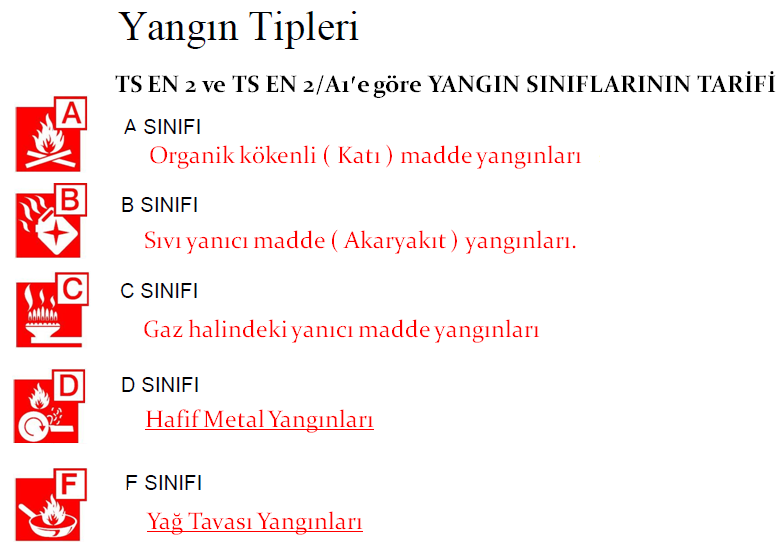 Yangın Tipleri
TS EN 2 ve TS EN 2/A1'e göre YANGIN SINIFLARININ TARİFİ
A
A SINIFI
Organik kökenli ( Katı ) madde yangınları
B
B SINIFI
Sıvı yanıcı madde ( Akaryakıt ) yangınları.
C
C SINIFI
Gaz halindeki yanıcı madde yangınları
D
D SINIFI
Hafif Metal Yangınları
F
F SINIFI
Yağ Tavası Yangınları